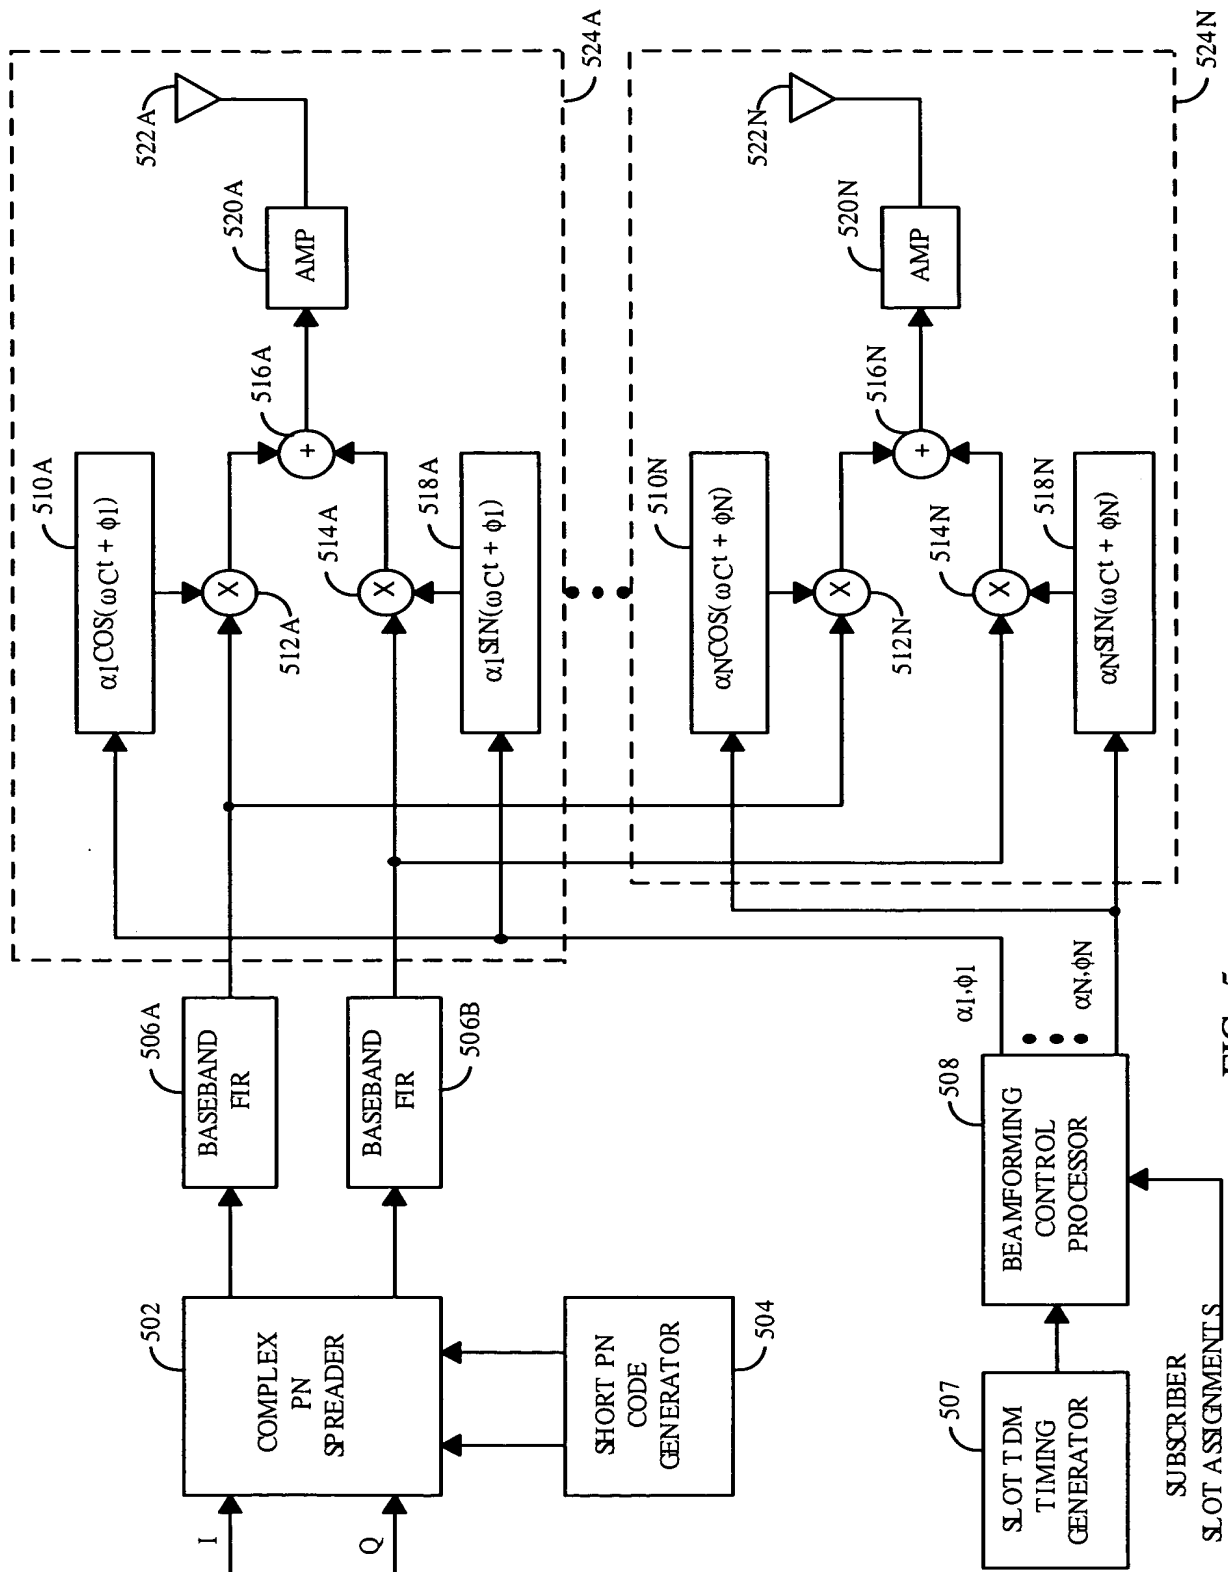 I
Q
502
COMPLEX
PN
SPREADER
SHORT PN
CODE
GENERATOR
504
506A
BASEBAND
FIR
BASEBAND
FIR
506B
507
SLOT TDM
TIMING
GENERATOR
SUBSCRIBER
SLOT ASSIGNMENTS
508
BEAMFORMING
CONTROL
PROCESSOR
α1,ϕ1
αN,ϕN
510A
α1COS(ωCt + ϕ1)
X
512A
514A
X
518A
α1SIN(ωCt + ϕ1)
516A
+
520A
AMP
522A
524A
510N
αNCOS(ωCt + ϕN)
X
512N
514N
X
518N
αNSIN(ωCt + ϕN)
516N
+
520N
AMP
522N
524N